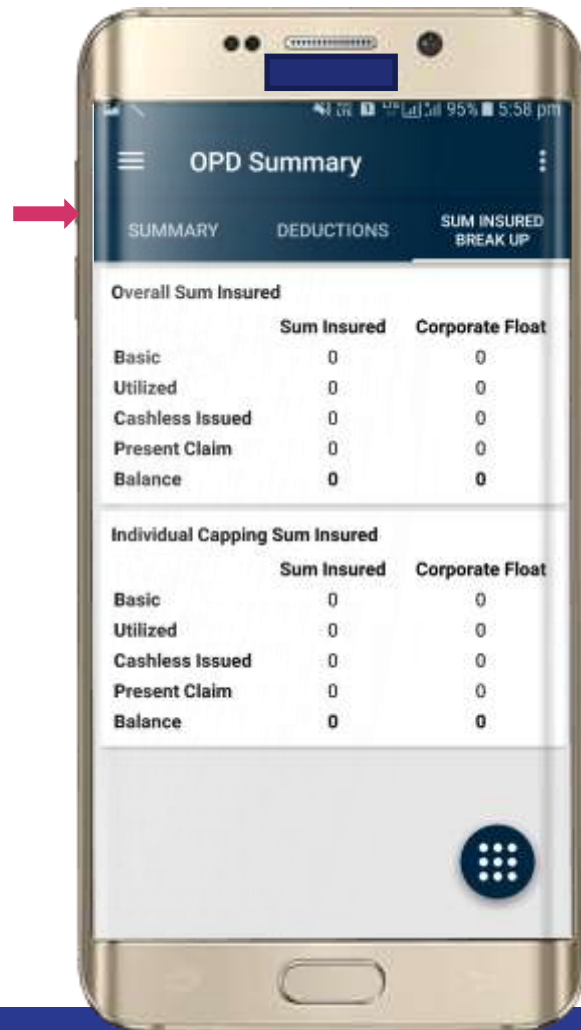 95% 5:58 pm
OPD Summary
SUMMARY DEDUCTIONS SUM INSURED
BREAK UP
Overall Sum Insured
Sum Insured Corporate Float
Basic 0 0
Utilized 0 0
Cashless Issued 0 0
Present Claim 0 0
Balance 0 0
Individual Capping Sum Insured
Sum Insured Corporate Float
Basic 0 0
Utilized 0 0
Cashless Issued 0 0
Present Claim 0 0
Balance 0 0